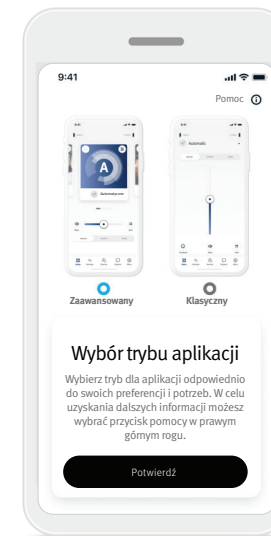 9:41
Pomoc
A
Automatyczne
Automatic
Zaawansowany
Klasyczny
Wybór trybu aplikacji
Wybierz tryb dla aplikacji odpowiednio
do swoich preferencji i potrzeb. W celu
uzyskania dalszych informacji możesz
wybrać przycisk pomocy w prawym
górnym rogu.
Potwierdź